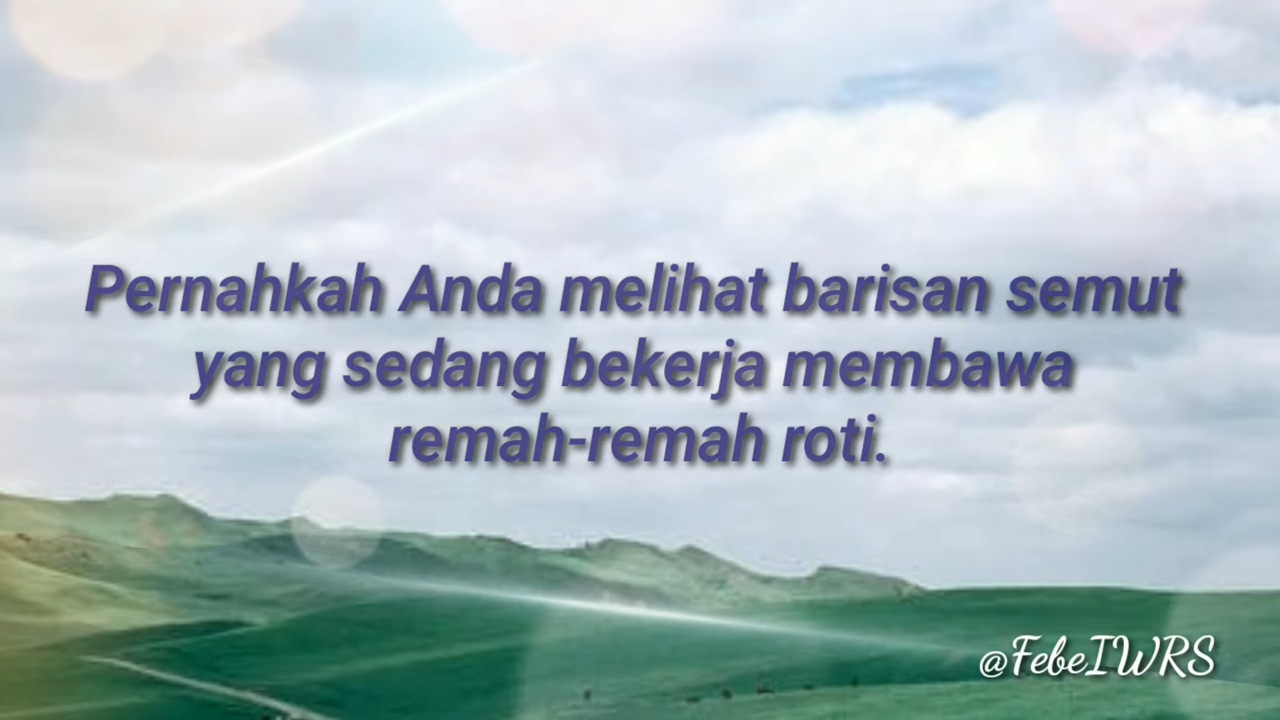 Pernahkah Anda melihat barisan semut
yang sedang bekerja membawa
remah-remah roti.
@FebeIWRS